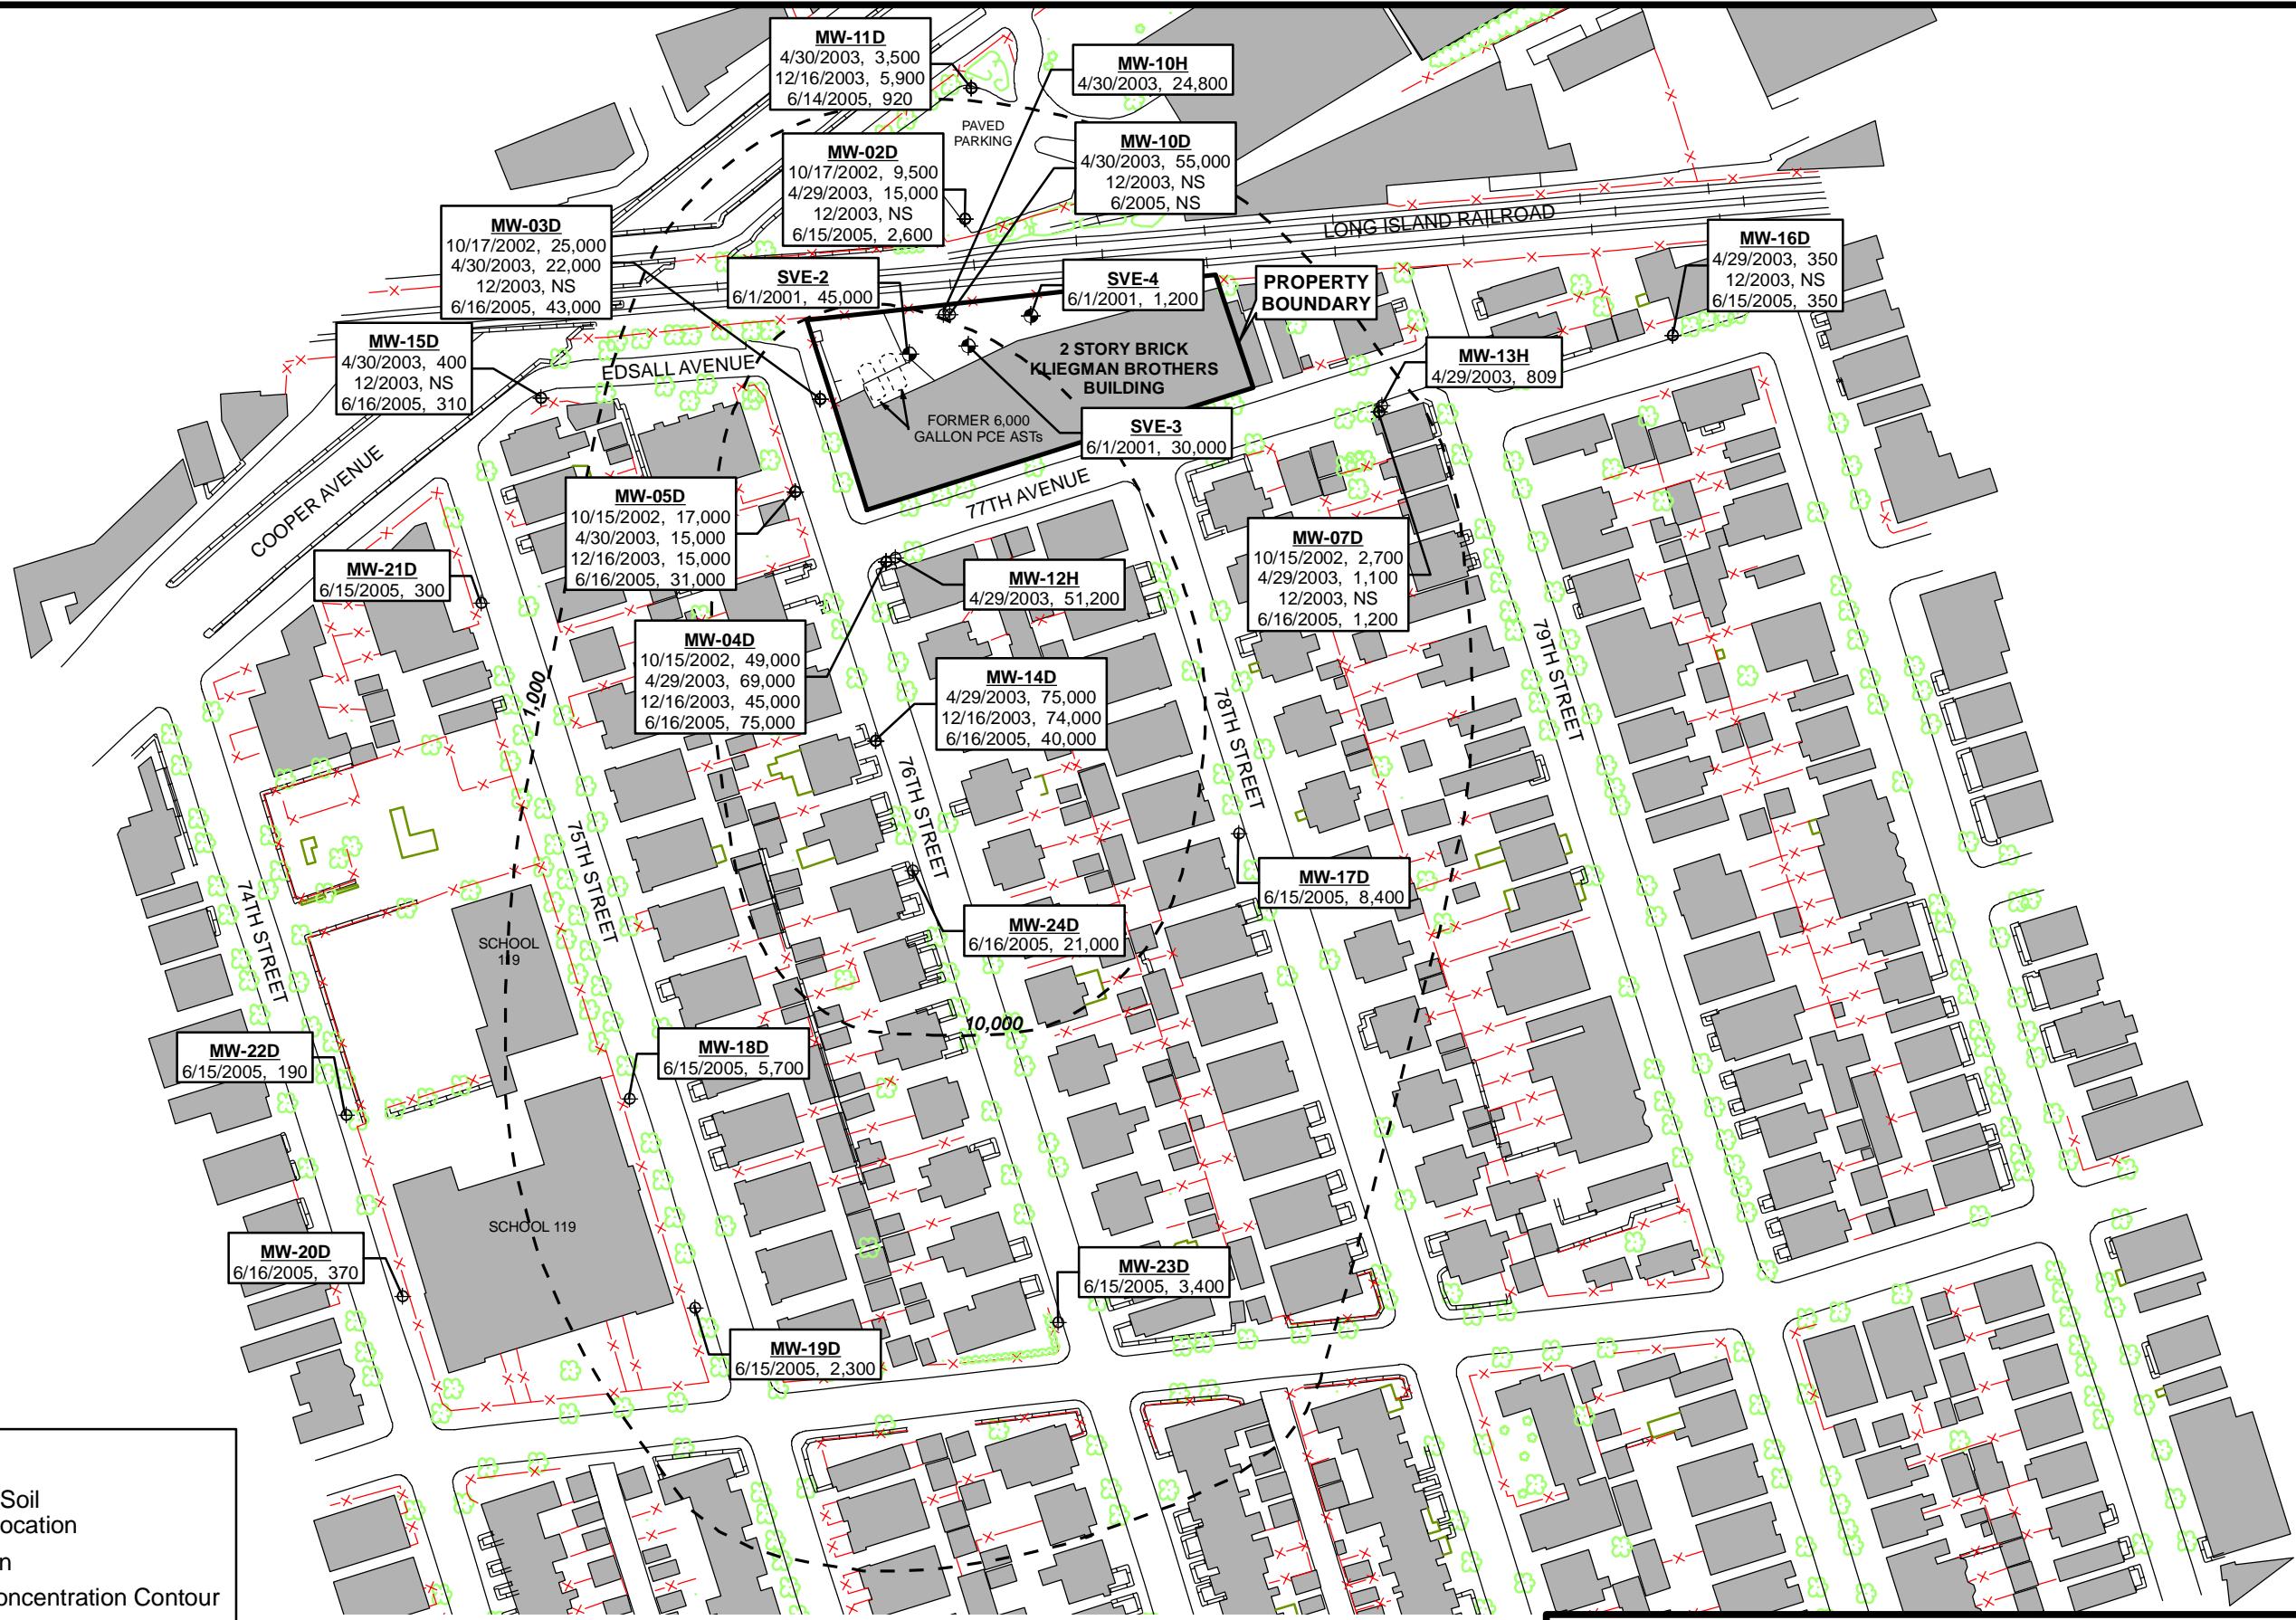 MW-11D
4/30/2003, 3,500
12/16/2003, 5,900
6/14/2005, 920
MW-10H
4/30/2003, 24,800
PAVED
PARKING
MW-02D
10/17/2002, 9,500
4/29/2003, 15,000
12/2003, NS
6/15/2005, 2,600
MW-10D
4/30/2003, 55,000
12/2003, NS
6/2005, NS
MW-03D
10/17/2002, 25,000
4/30/2003, 22,000
12/2003, NS
6/16/2005, 43,000
LONG ISLAND RAILROAD
MW-16D
4/29/2003, 350
12/2003, NS
6/15/2005, 350
SVE-2
6/1/2001, 45,000
SVE-4
6/1/2001, 1,200
PROPERTY
BOUNDARY
MW-15D
4/30/2003, 400
12/2003, NS
6/16/2005, 310
EDSALL AVENUE
2 STORY BRICK
KLIEGMAN BROTHERS
BUILDING
MW-13H
4/29/2003, 809
FORMER 6,000
GALLON PCE ASTs
SVE-3
6/1/2001, 30,000
COOPER AVENUE
77TH AVENUE
MW-05D
10/15/2002, 17,000
4/30/2003, 15,000
12/16/2003, 15,000
6/16/2005, 31,000
MW-21D
6/15/2005, 300
MW-12H
4/29/2003, 51,200
MW-07D
10/15/2002, 2,700
4/29/2003, 1,100
12/2003, NS
6/16/2005, 1,200
MW-04D
10/15/2002, 49,000
4/29/2003, 69,000
12/16/2003, 45,000
6/16/2005, 75,000
MW-14D
4/29/2003, 75,000
12/16/2003, 74,000
6/16/2005, 40,000
1,000
79TH STREET
78TH STREET
76TH STREET
75TH STREET
74TH STREET
MW-17D
6/15/2005, 8,400
MW-24D
6/16/2005, 21,000
SCHOOL
119
10,000
MW-22D
6/15/2005, 190
MW-18D
6/15/2005, 5,700
SCHOOL 119
MW-20D
6/16/2005, 370
MW-23D
6/15/2005, 3,400
MW-19D
6/15/2005, 2,300
Soil
Contour